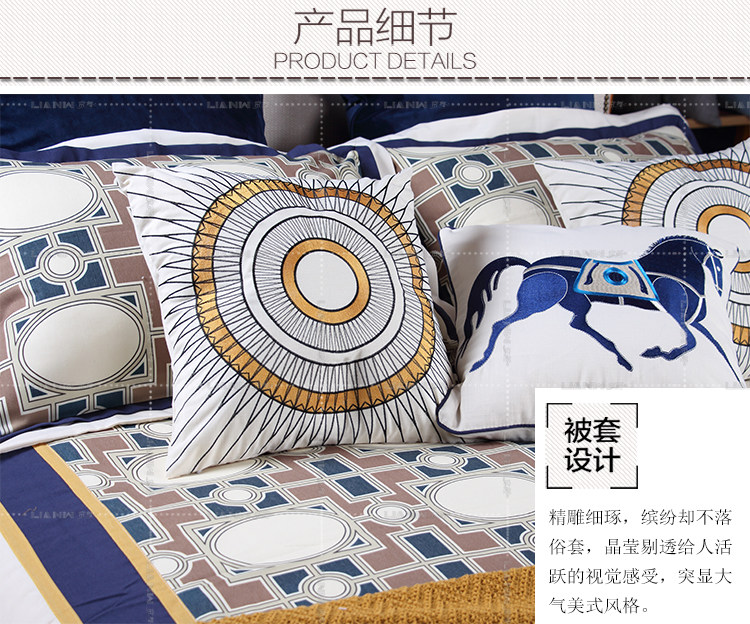 产品细节
PRODUCT DETAILS
被套
设计
精雕细琢，缤纷却不落
俗套，晶莹剔透给人活
跃的视觉感受，突显大
气美式风格。